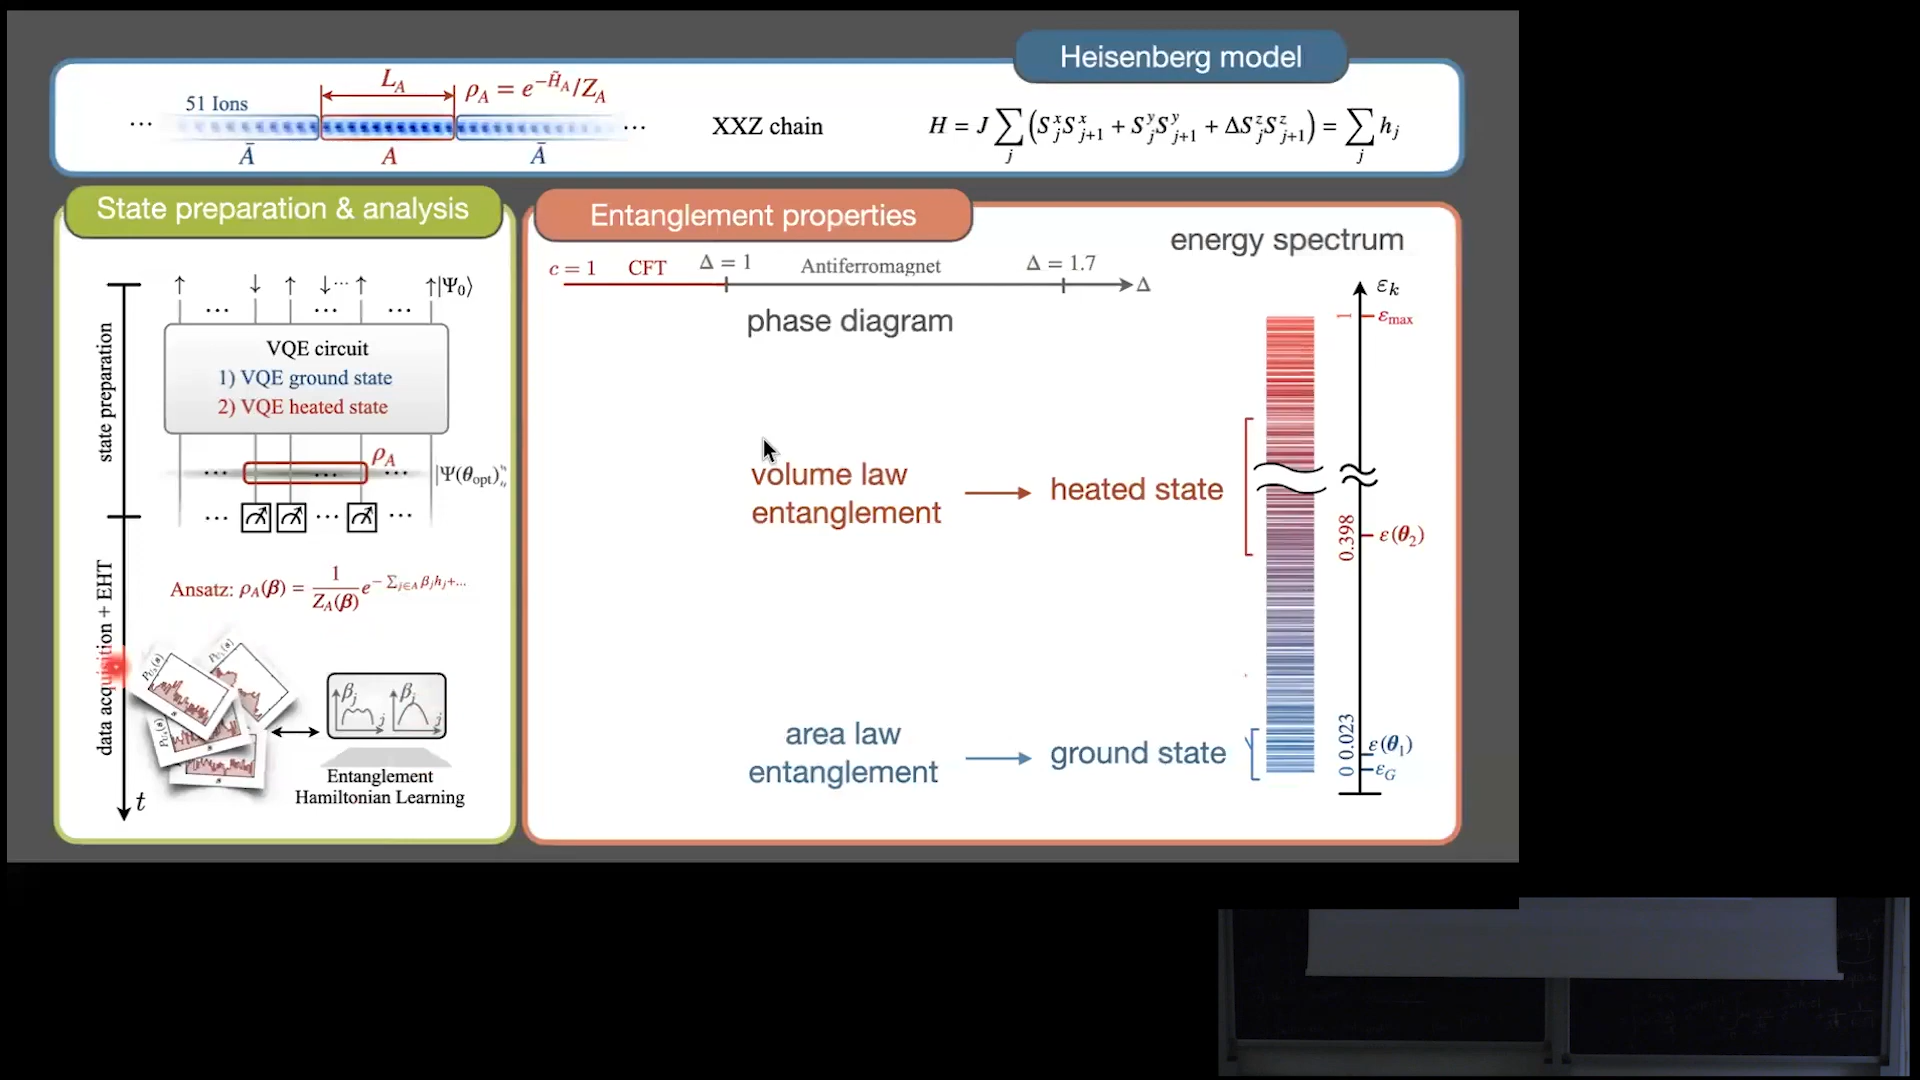 Heisenberg model
51 Ions
L_A
ρ_A = e^{-H̃_A}/Z_A
Ā
A
Ā
XXZ chain
H = J ∑_j (S^x_j S^x_{j+1} + S^y_j S^y_{j+1} + ΔS^z_j S^z_{j+1}) = ∑_j h_j
State preparation & analysis
state preparation
↑ ↓ ↑ ↓ ··· ↑ ↑ |Ψ_0⟩
VQE circuit
1) VQE ground state
2) VQE heated state
ρ_A
|Ψ(θ_opt)⟩
data acquisition + EHT
Ansatz: ρ_A(β) = 1/Z_A(β) e^{-∑_{j∈A} β_j h_j+...}
β_j
j
β_j
j
Entanglement
Hamiltonian Learning
t
Entanglement properties
c = 1
CFT
Δ = 1
Antiferromagnet
Δ = 1.7
Δ
phase diagram
energy spectrum
ε_k
1
ε_max
volume law
entanglement
heated state
0.398
ε(θ_2)
area law
entanglement
ground state
0.023
ε(θ_1)
0
ε_G